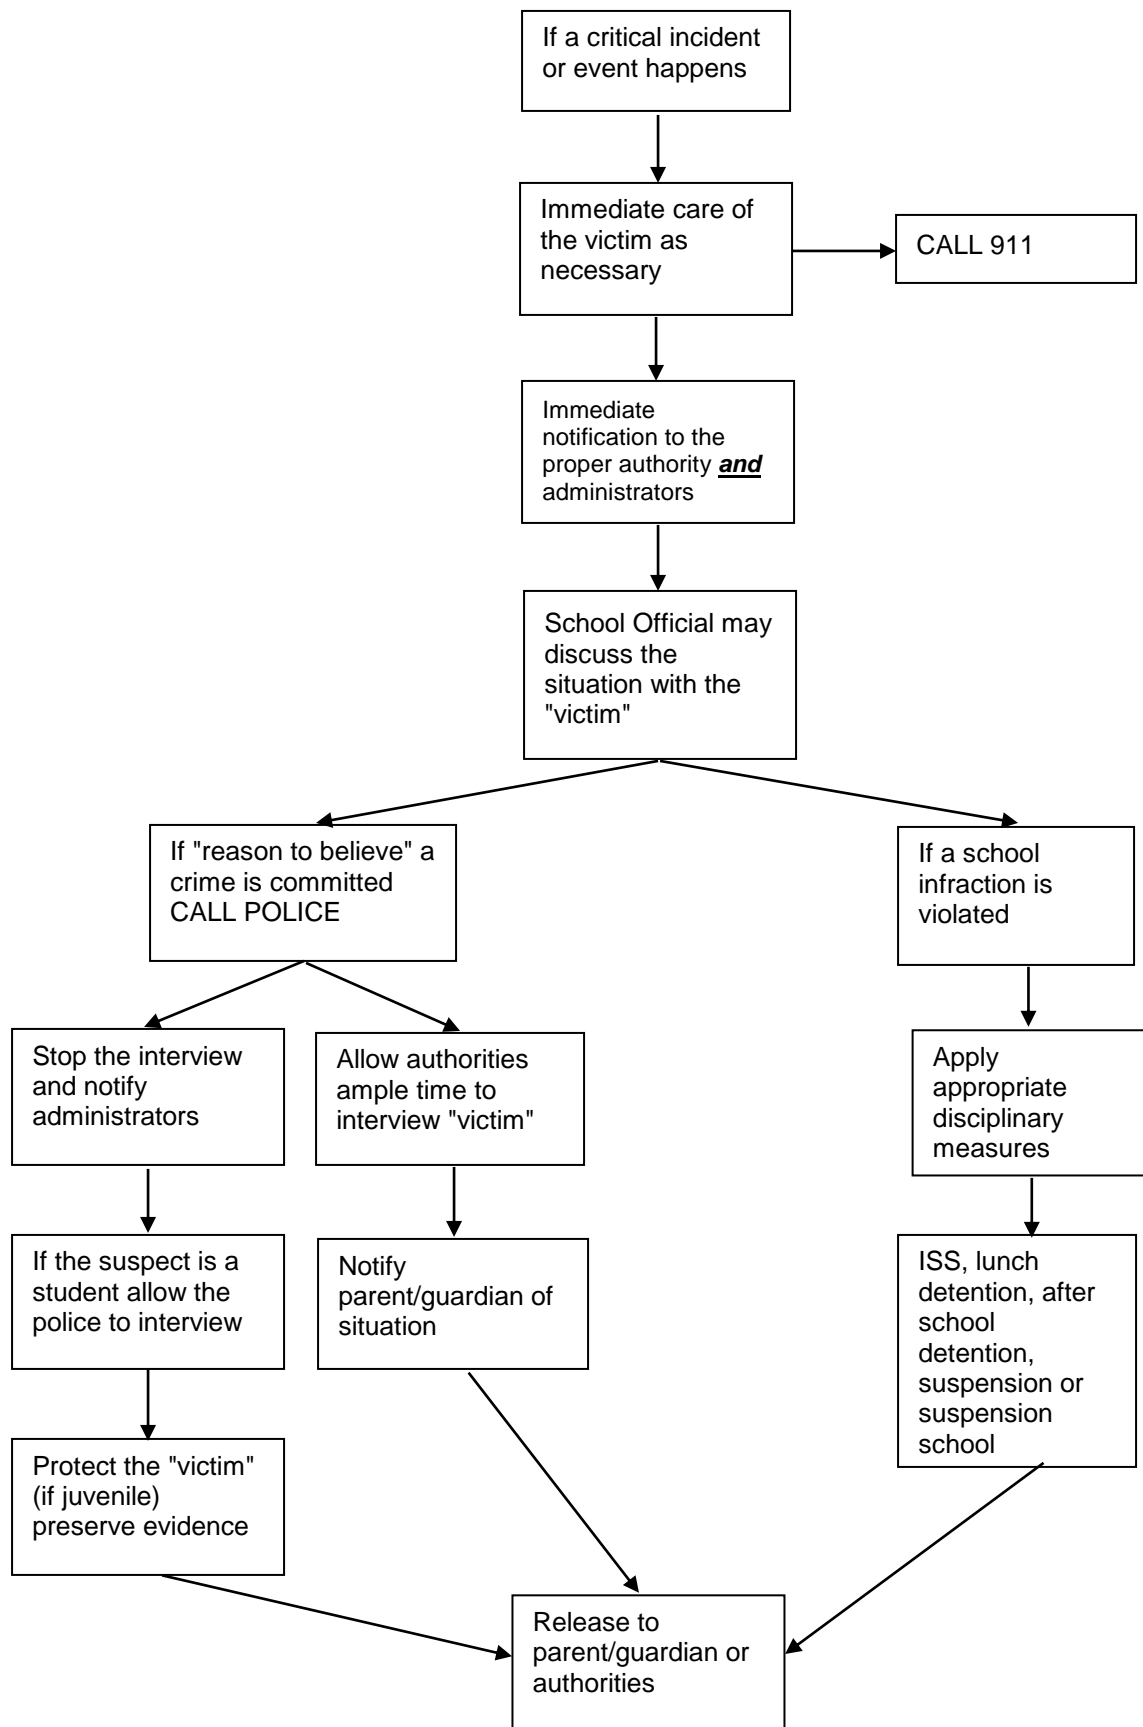 If a critical incident
or event happens
Immediate care of
the victim as
necessary
CALL 911
Immediate
notification to the
proper authority and
administrators
School Official may
discuss the
situation with the
"victim"
If "reason to believe" a
crime is committed
CALL POLICE
If a school
infraction is
violated
Stop the interview
and notify
administrators
Allow authorities
ample time to
interview "victim"
Apply
appropriate
disciplinary
measures
If the suspect is a
student allow the
police to interview
Notify
parent/guardian of
situation
ISS, lunch
detention, after
school
detention,
suspension or
suspension
school
Protect the "victim"
(if juvenile)
preserve evidence
Release to
parent/guardian or
authorities